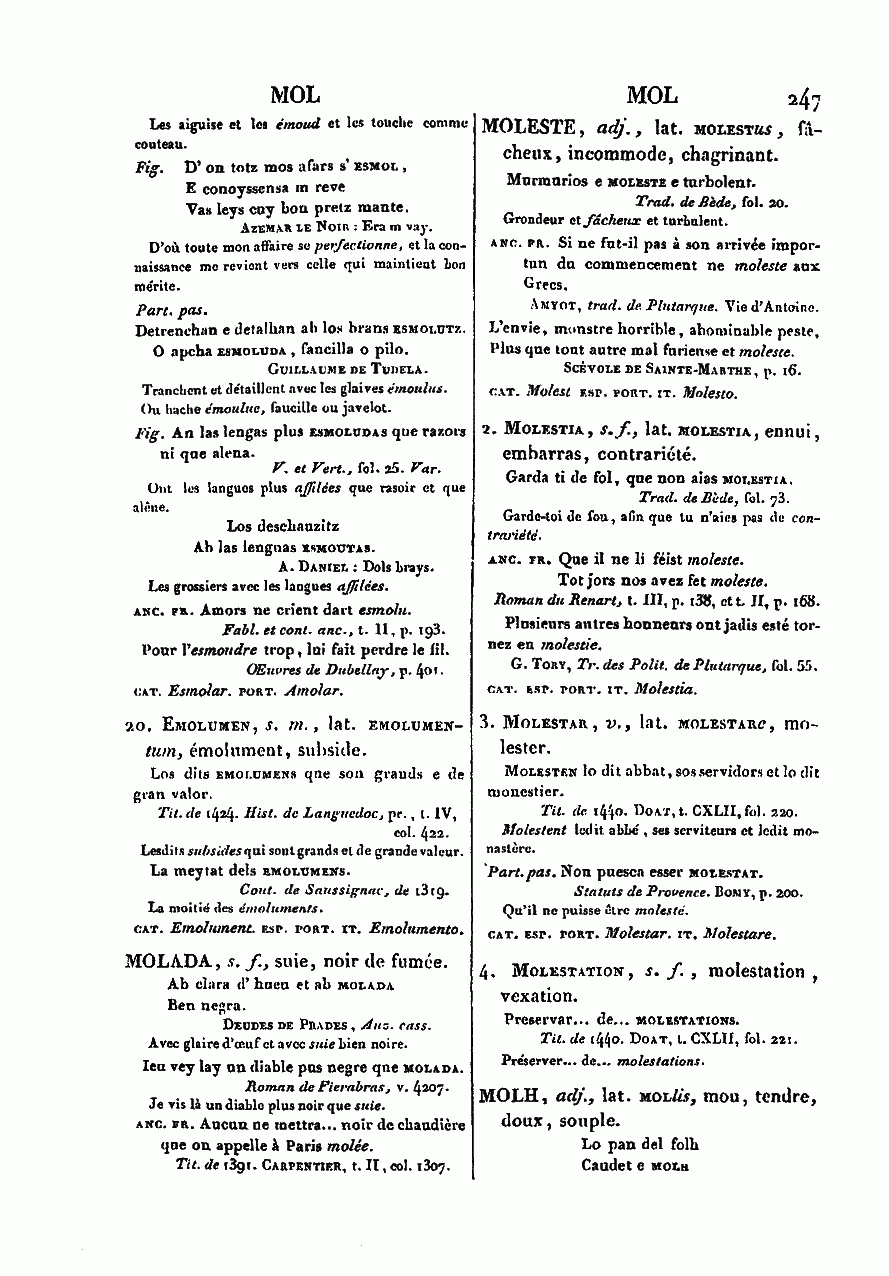 MOL
MOL
247
Les aiguise et les émoud et les touche comme
couteau.
Fig. D'on totz mos afars s'ESMOL,
E conoyssensa m reve
Vas leys cuy bon pretz mante.
AZEMAR LE NOIR : Era m vay.
D'où toute mon affaire se perfectionne, et la con-
naissance me revient vers celle qui maintient bon
mérite.
Part. pas.
Detrenchan e detalhan ab los brans ESMOLUTZ.
O apcha ESMOLUDA, fancilla o pilo.
GUILLAUME DE TUDELA.
Tranchent et détaillent avec les glaives émoulus.
Ou hache émoulue, faucille ou javelot.
Fig. An las lengas plus ESMOLUDAS que razors
ni que alena.
V. et Vert., fol. 25. Var.
Ont les langues plus affilées que rasoir et que
alêne.
Los deschauzitz
Ab las lenguas ESMOUTAS.
A. DANIEL : Dols brays.
Les grossiers avec les langues affilées.
ANC. FR. Amors ne crient dart esmolu.
Fabl. et cont. anc., t. II, p. 193.
Pour l'esmoudre trop, lui fait perdre le fil.
OEuvres de Dubellay, p. 401.
CAT. Esmolar. PORT. Amolar.
20. EMOLUMEN, s. m., lat. EMOLUMEN-
tum, émolument, subside.
Los dits EMOLUMENS que son grands e de
gran valor.
Tit. de 1424. Hist. de Languedoc, pr., t. IV,
col. 422.
Lesdits subsides qui sont grands et de grande valeur.
La meytat dels EMOLUMENS.
Cout. de Saussignac, de 1319.
La moitié des émoluments.
CAT. Emolument. ESP. PORT. IT. Emolumento.
MOLADA, s. f., suie, noir de fumée.
Ab clara d'huou et ab MOLADA
Ben negra.
DEUDES DE PRADES, Auz. cass.
Avec glaire d'œuf et avec suie bien noire.
Ieu vey lay un diable pus negre que MOLADA.
Roman de Fierabras, v. 4207.
Je vis là un diable plus noir que suie.
ANC. FR. Aucun ne mettra... noir de chaudière
que on appelle à Paris molée.
Tit. de 1391. CARPENTIER, t. II, col. 1307.
MOLESTE, adj., lat. MOLESTus, fâ-
cheux, incommode, chagrinant.
Murmurios e MOLESTE e turbolent.
Trad. de Bède, fol. 20.
Grondeur et fâcheux et turbulent.
ANC. FR. Si ne fut-il pas à son arrivée impor-
tun du commencement ne moleste aux
Grecs.
AMYOT, trad. de Plutarque. Vie d'Antoine.
L'envie, monstre horrible, abominable peste,
Plus que tout autre mal furieuse et moleste.
SCÉVOLE DE SAINTE-MARTHE, p. 16.
CAT. Molest ESP. PORT. IT. Molesto.
2. MOLESTIA, s. f., lat. MOLESTIA, ennui,
embarras, contrariété.
Garda ti de fol, que non aias MOLESTIA.
Trad. de Bède, fol. 73.
Garde-toi de fou, afin que tu n'aies pas de con-
trariété.
ANC. FR. Que il ne li féist moleste.
Tot jors nos avez fet moleste.
Roman du Renart, t. III, p. 138, et t. II, p. 168.
Plusieurs autres honneurs ont jadis esté tor-
nez en molestie.
G. TORY, Tr. des Polit. de Plutarque, fol. 55.
CAT. ESP. PORT. IT. Molestia.
3. MOLESTAR, v., lat. MOLESTARe, mo-
lester.
MOLESTEN lo dit abbat, sos servidors et lo dit
monestier.
Tit. de 1440. DOAT, t. CXLII, fol. 220.
Molestent ledit abbé, ses serviteurs et ledit mo-
nastère.
Part. pas. Non puesca esser MOLESTAT.
Statuts de Provence. BOMY, p. 200.
Qu'il ne puisse être molesté.
CAT. ESP. PORT. Molestar. IT. Molestare.
4. MOLESTATION, s. f., molestation,
vexation.
Preservar... de... MOLESTATIONS.
Tit. de 1440. DOAT, t. CXLII, fol. 221.
Préserver... de... molestations.
MOLH, adj., lat. MOLlis, mou, tendre,
doux, souple.
Lo pan del folh
Caudet e MOLH